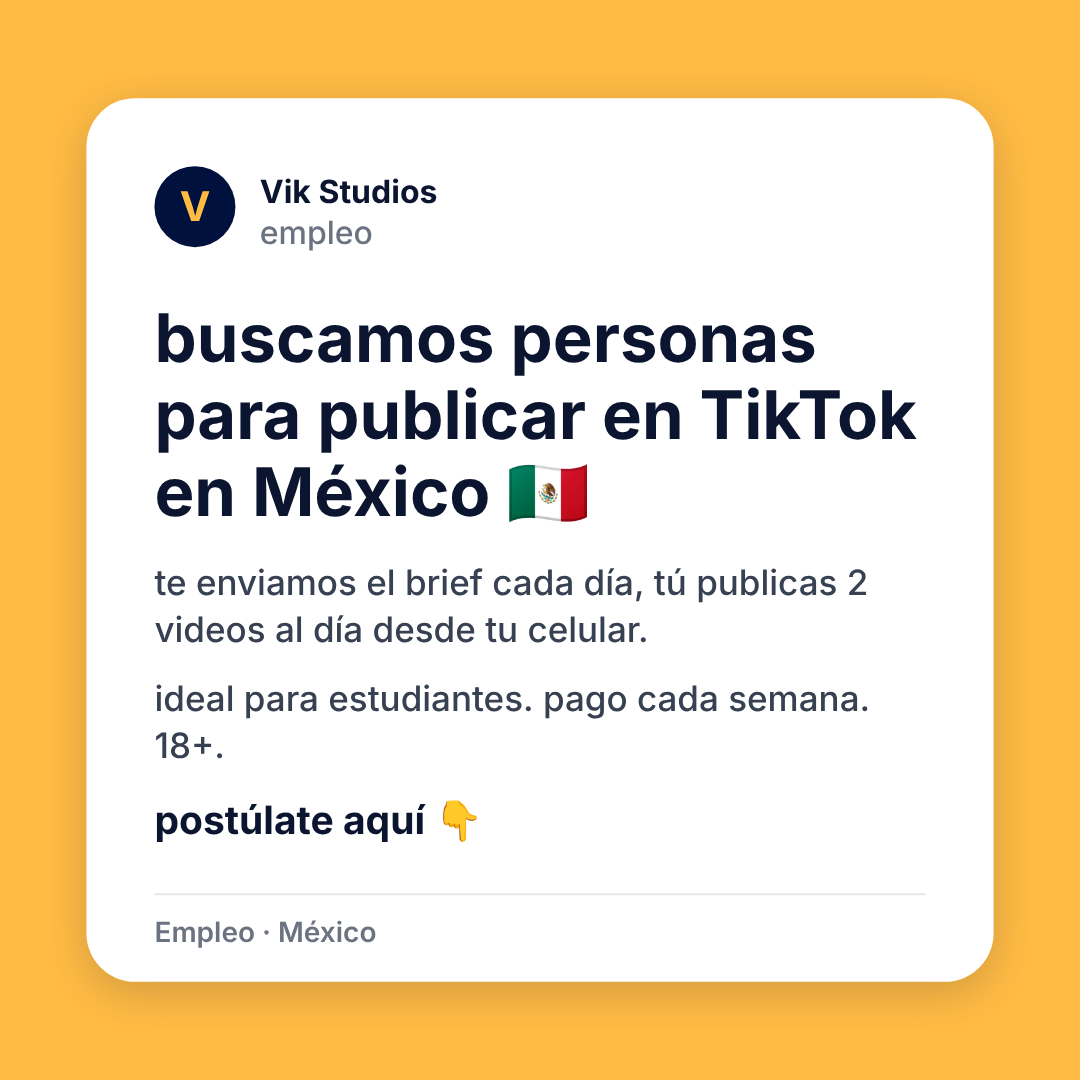 V
Vik Studios
empleo
buscamos personas
para publicar en TikTok
en México 🇲🇽
te enviamos el brief cada día, tú publicas 2
videos al día desde tu celular.
ideal para estudiantes. pago cada semana.
18+.
postúlate aquí 👇
Empleo · México